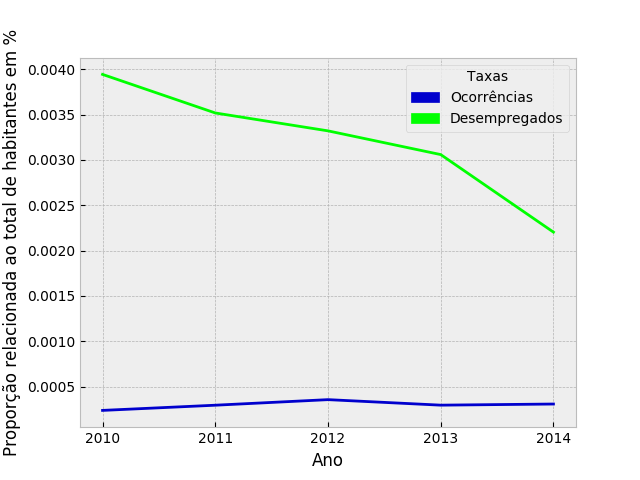 Proporção relacionada ao total de habitantes em %
0.0040
0.0035
0.0030
0.0025
0.0020
0.0015
0.0010
0.0005
Taxas
Ocorrências
Desempregados
2010 2011 2012 2013 2014
Ano